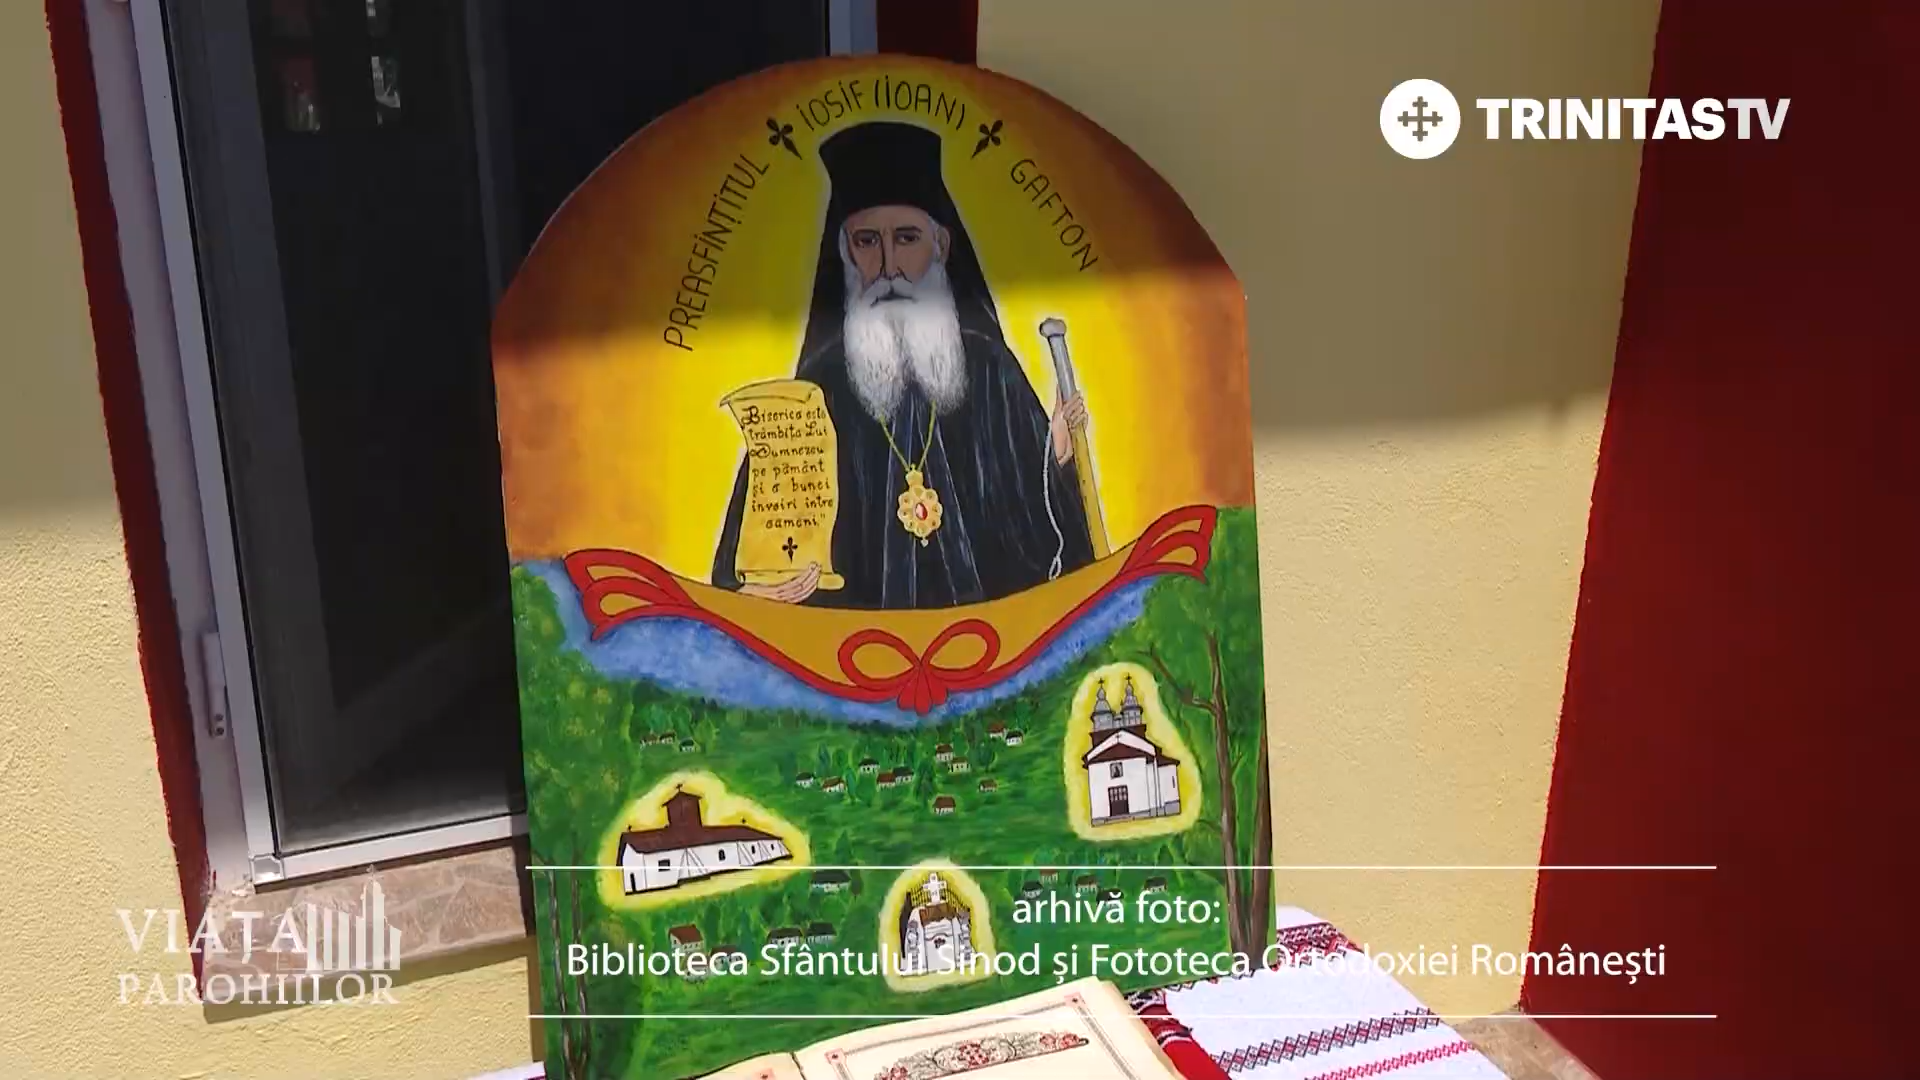 TRINITAS TV
PREASFINȚITUL ✝ IOSIF (IOAN) ✝ GAFTON
Biserica este
trâmbița Lui
Dumnezeu
pe pământ
și a bunei
învoiri între
oameni."
arhivă foto:
Biblioteca Sfântului Sinod și Fototeca Ortodoxiei Românești
VIAȚA
PAROHIILOR